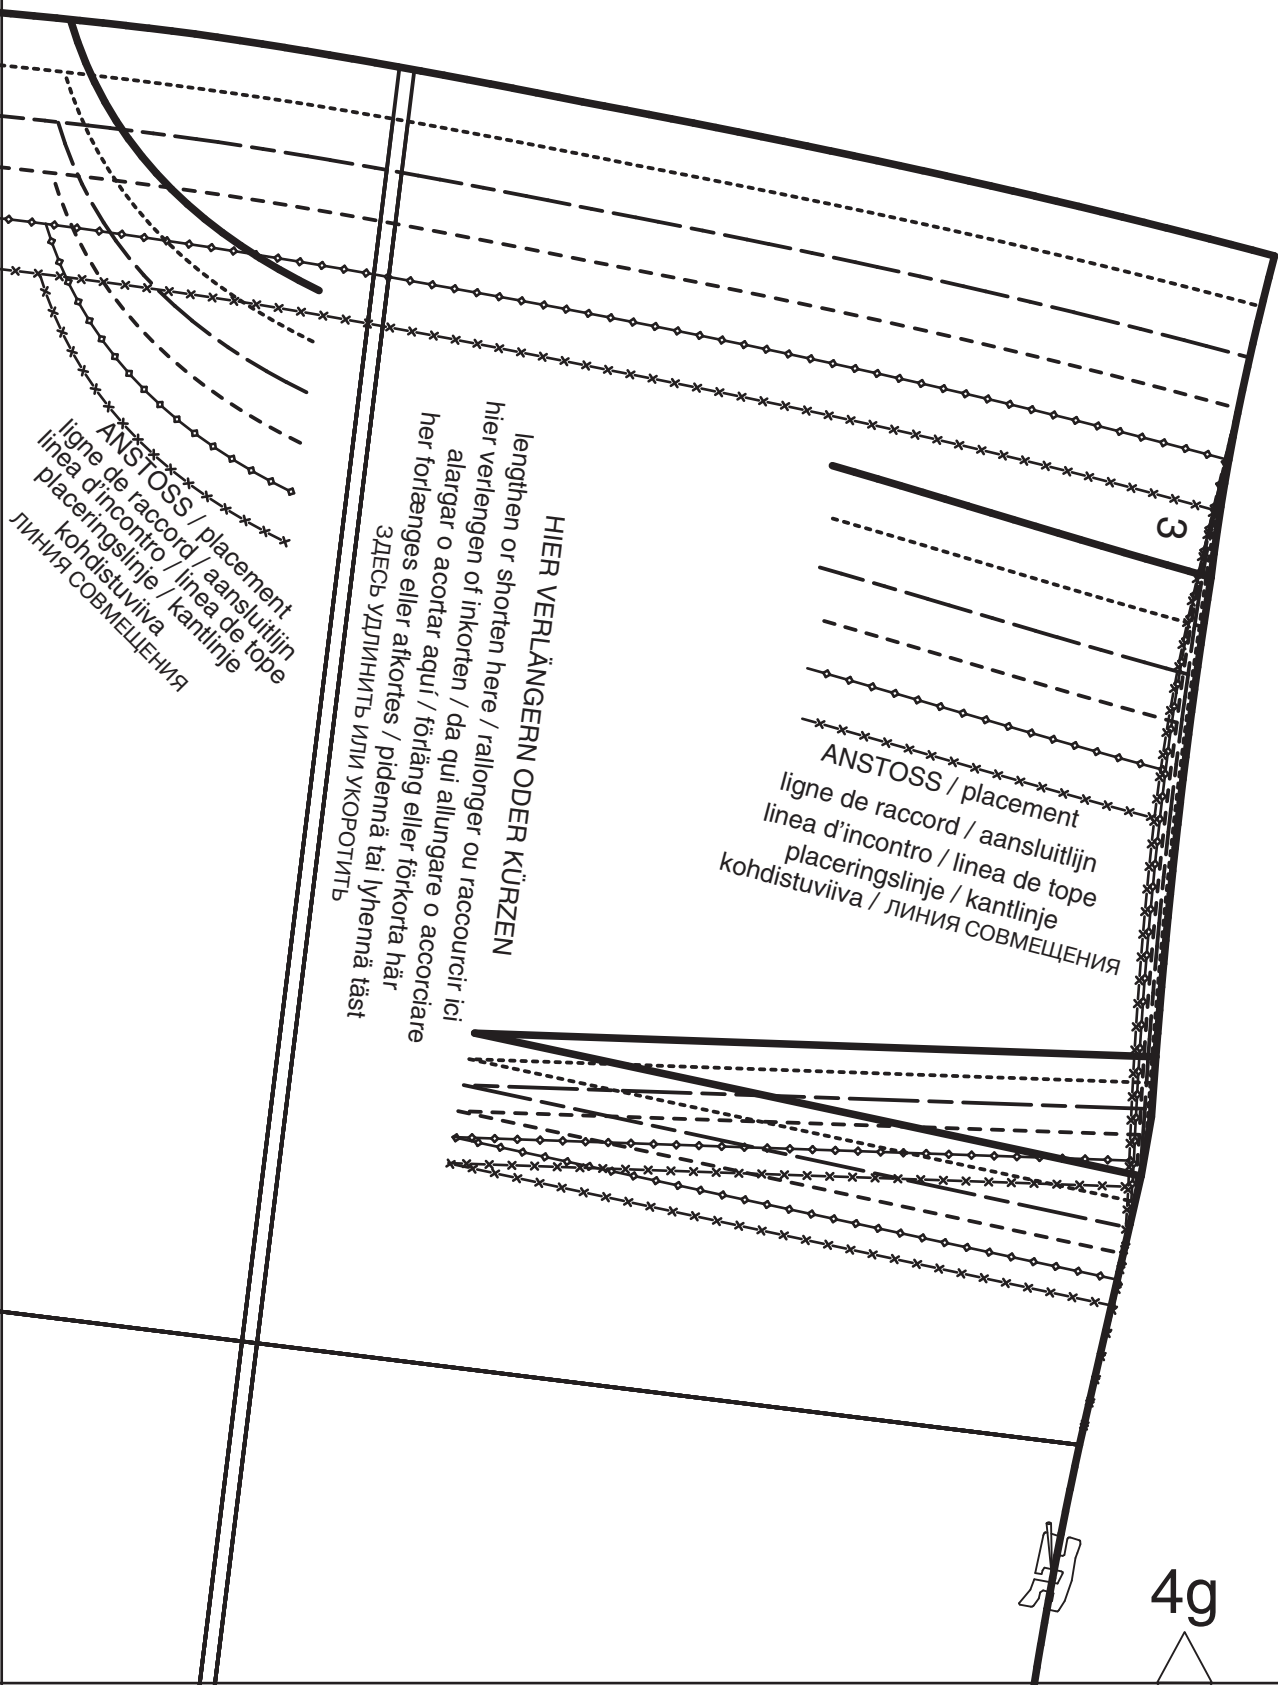 3
ANSTOSS / placement
ligne de raccord / aansluitlijn
linea d'incontro / linea de tope
placeringslinje / kantlinje
kohdistuviiva
ЛИНИЯ СОВМЕЩЕНИЯ
HIER VERLÄNGERN ODER KÜRZEN
lengthen or shorten here / rallonger ou raccourcir ici
hier verlengen of inkorten / da qui allungare o accorciare
alargar o acortar aquí / förläng eller förkorta här
her forlænges eller afkortes / pidennä tai lyhennä täst
ЗДЕСЬ УДЛИНИТЬ ИЛИ УКОРОТИТЬ
ANSTOSS / placement
ligne de raccord / aansluitlijn
linea d'incontro / linea de tope
placeringslinje / kantlinje
kohdistuviiva / ЛИНИЯ СОВМЕЩЕНИЯ
4g